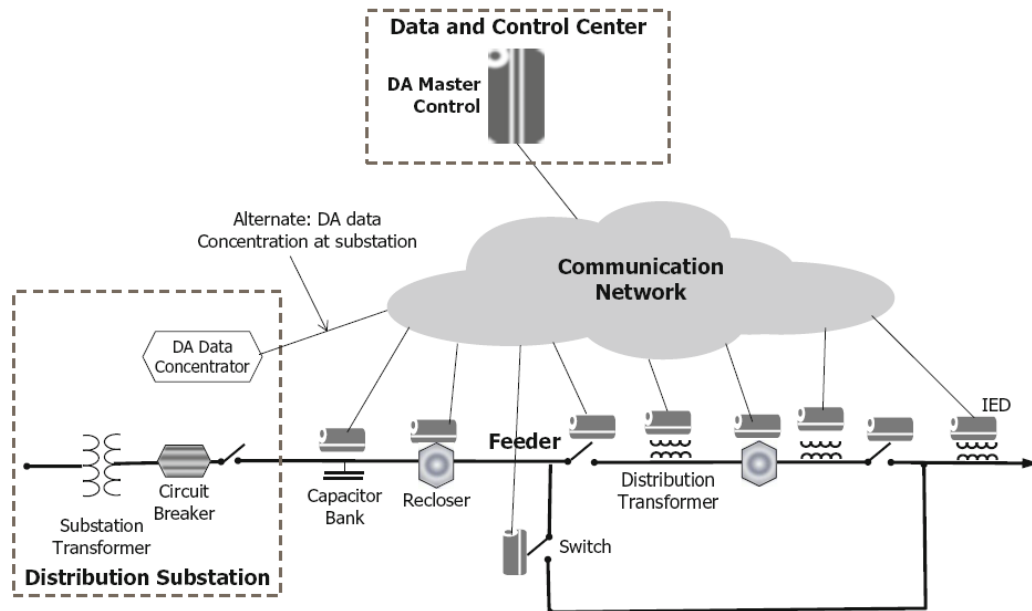 Data and Control Center
DA Master
Control
Alternate: DA data
Concentration at substation
Communication
Network
DA Data
Concentrator
IED
Feeder
Circuit
Breaker
Capacitor
Bank
Recloser
Distribution
Transformer
Substation
Transformer
Switch
Distribution Substation